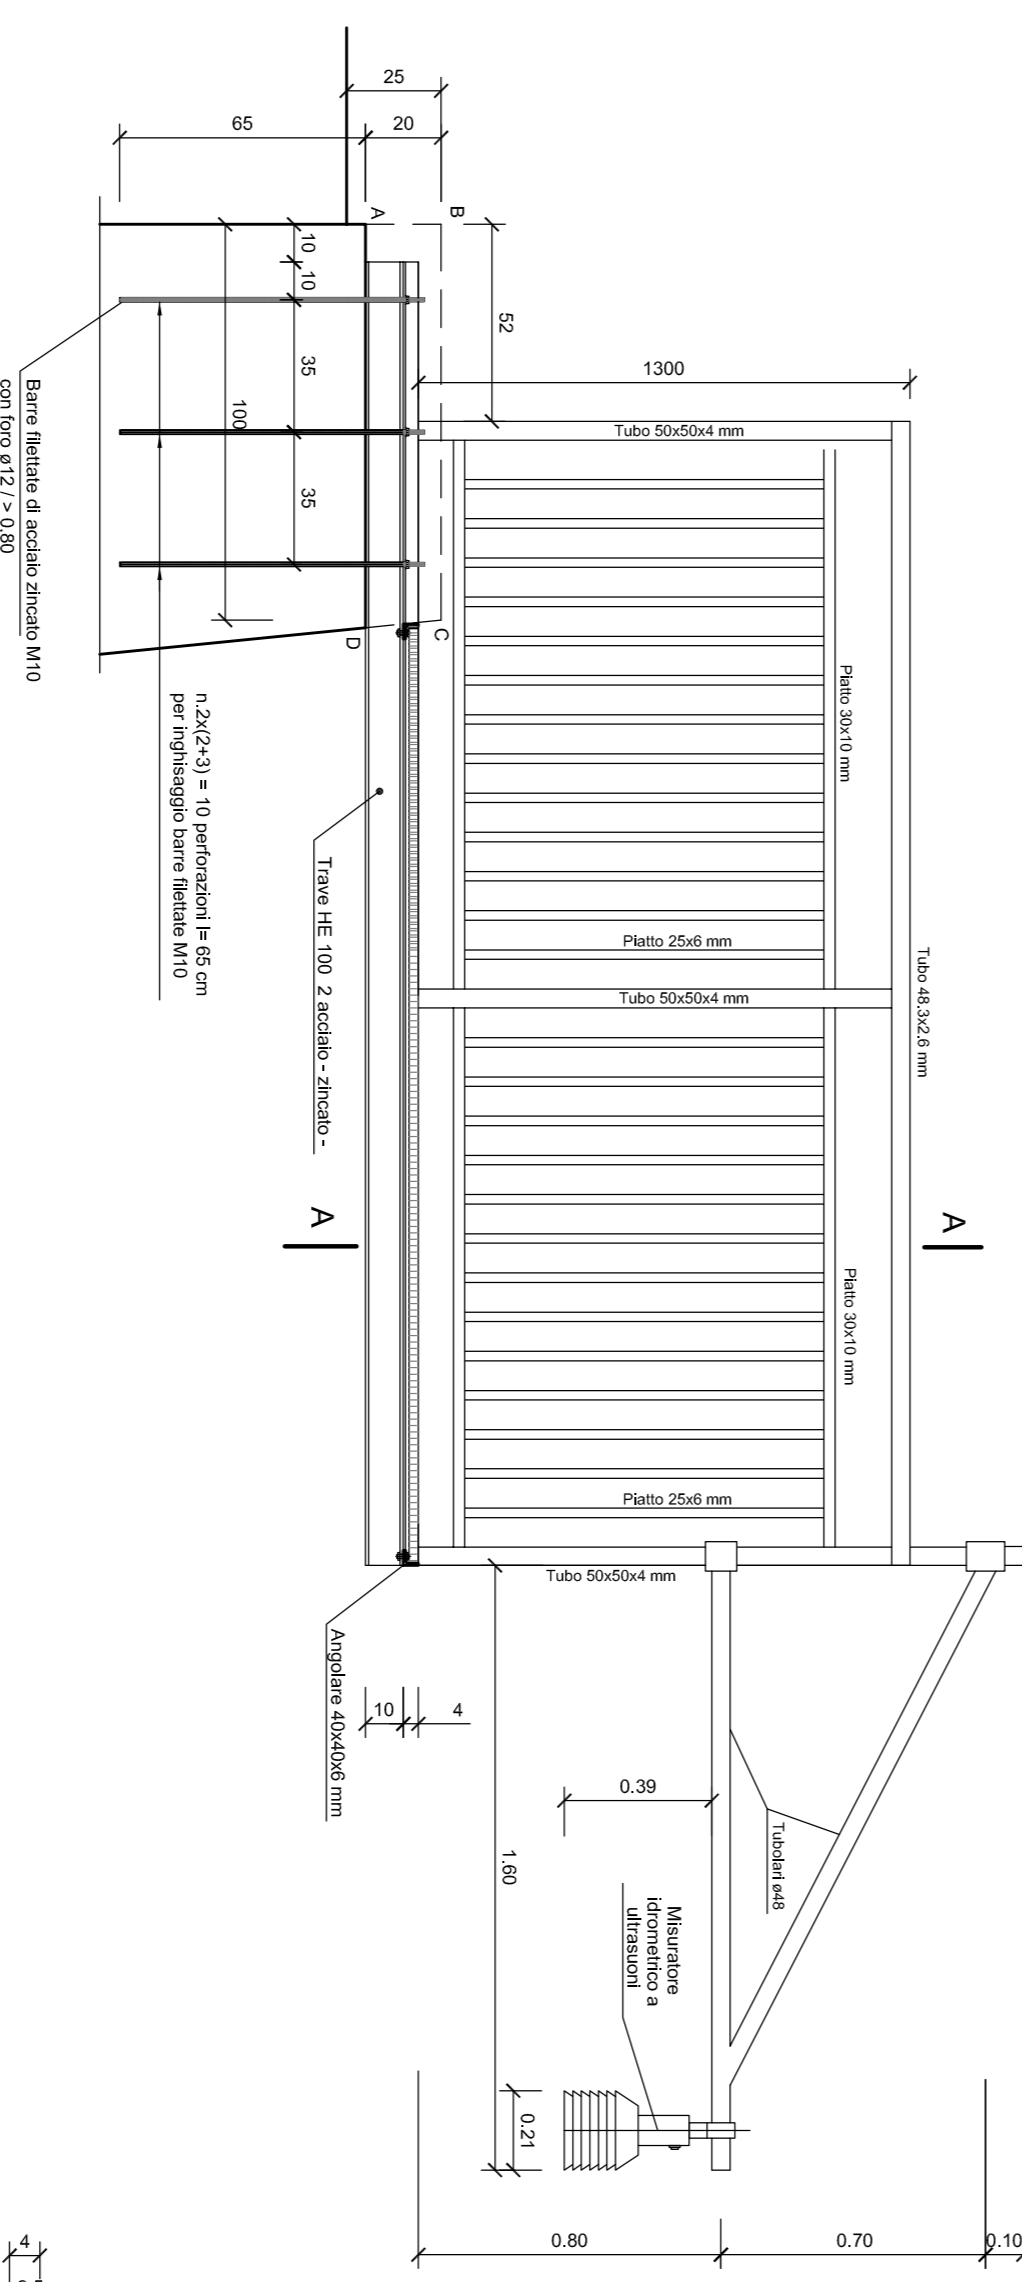 25
65
20
A
B
10
10
52
35
100
35
1300
Tubo 50x50x4 mm
Barre filettate di acciaio zincato M10
con foro ø12 / > 0.80
D
C
Piatto 30x10 mm
n.2x(2+3) = 10 perforazioni l= 65 cm
per inghisaggio barre filettate M10
Trave HE 100 2 acciaio - zincato -
Piatto 25x6 mm
Tubo 50x50x4 mm
Tubo 48.3x2.6 mm
A
A
Piatto 30x10 mm
Piatto 25x6 mm
Tubo 50x50x4 mm
Angolare 40x40x6 mm
10
4
0.39
Tubolari ø48
1.60
Misuratore
idrometrico a
ultrasuoni
0.21
0.80
0.70
0.10
4